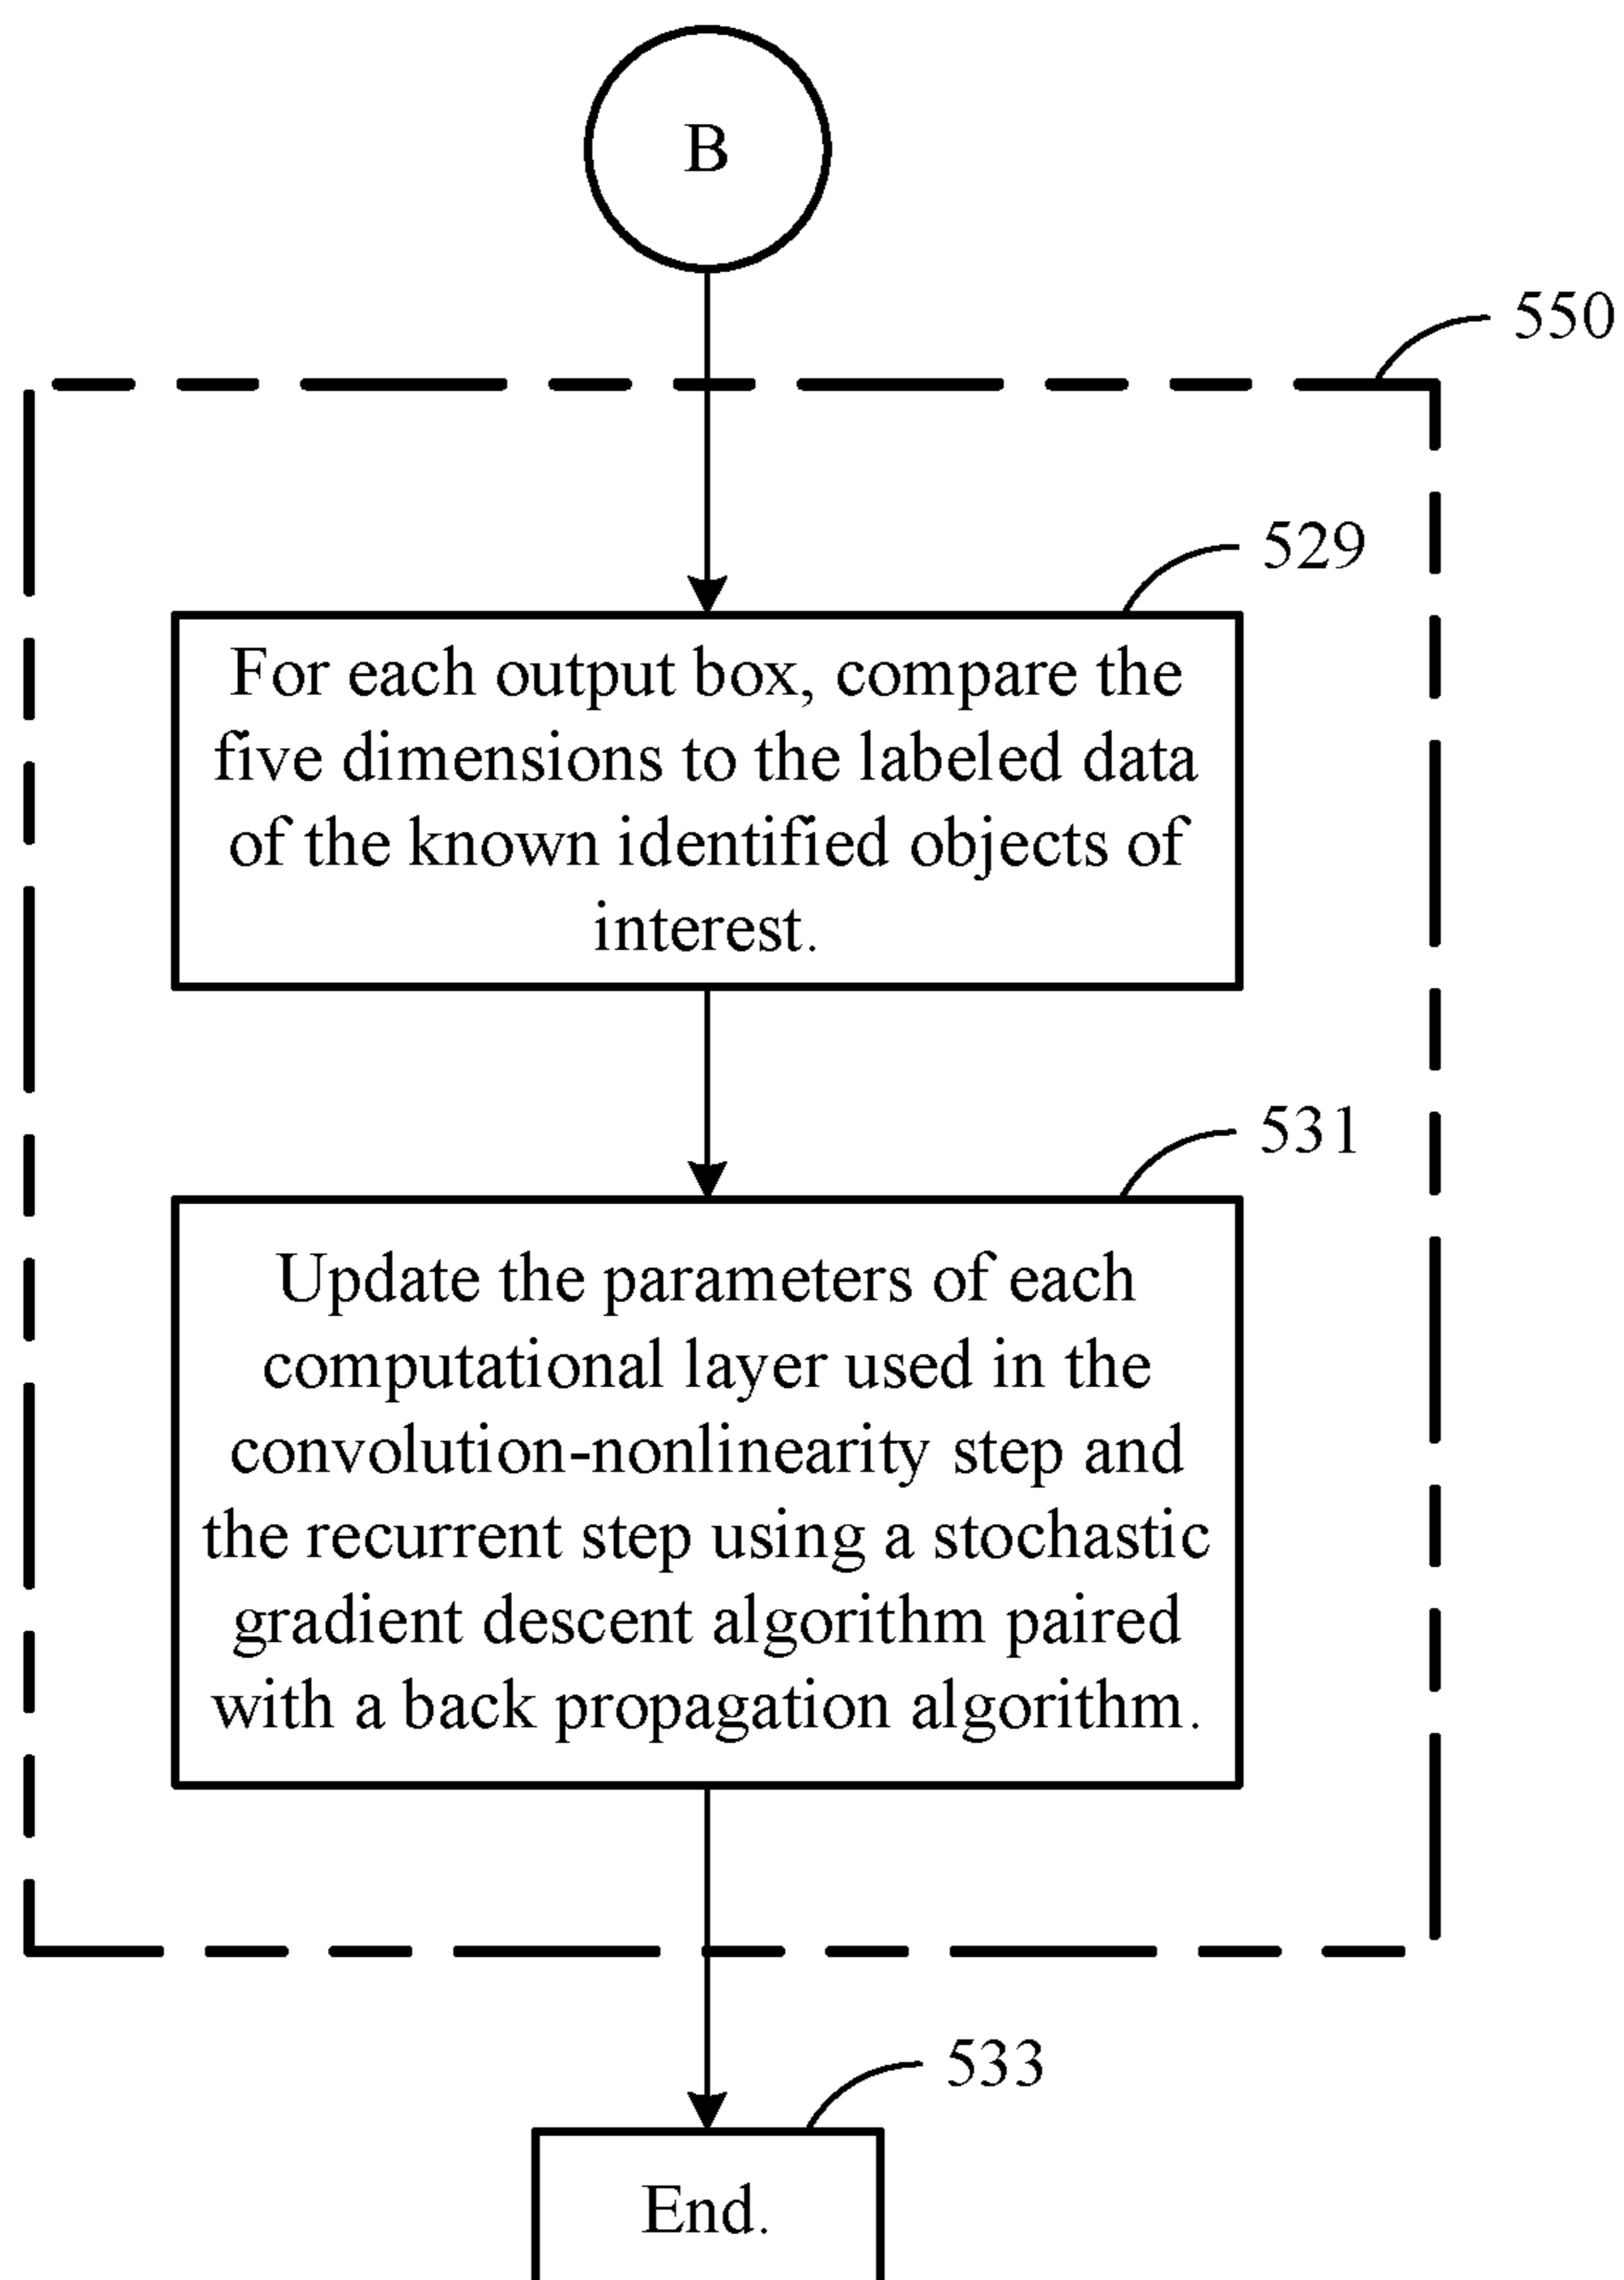 B
550
529
For each output box, compare the
five dimensions to the labeled data
of the known identified objects of
interest.
531
Update the parameters of each
computational layer used in the
convolution-nonlinearity step and
the recurrent step using a stochastic
gradient descent algorithm paired
with a back propagation algorithm.
533
End.